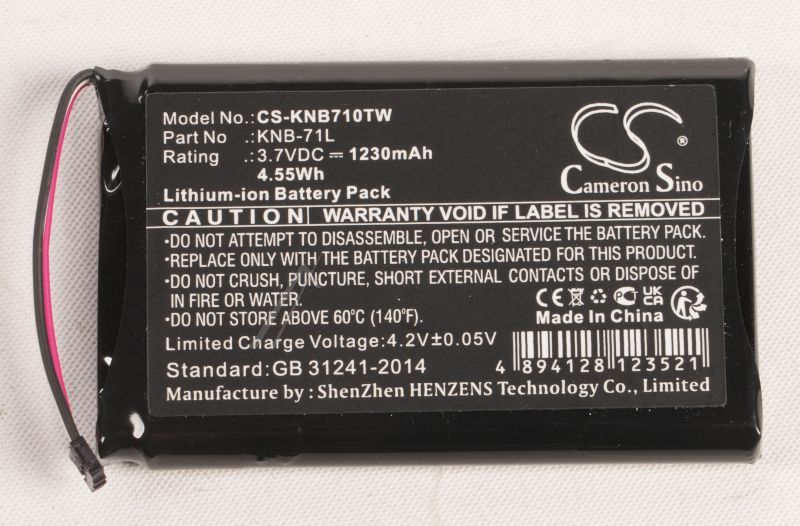 Model No.:CS-KNB710TW
Part No .:KNB-71L
Rating .:3.7VDC ⎓ 1230mAh
4.55Wh
Lithium-ion Battery Pack
CS
®
Cameron Sino
CAUTION WARRANTY VOID IF LABEL IS REMOVED
•DO NOT ATTEMPT TO DISASSEMBLE, OPEN OR SERVICE THE BATTERY PACK.
•REPLACE ONLY WITH THE BATTERY PACK DESIGNATED FOR THIS PRODUCT.
•DO NOT CRUSH, PUNCTURE, SHORT EXTERNAL CONTACTS OR DISPOSE OF
IN FIRE OR WATER.
•DO NOT STORE ABOVE 60°C (140°F).
CE UK CA
Made In China
Limited Charge Voltage:4.2V±0.05V
Standard:GB 31241-2014
4 894128 123521
Manufacture by: ShenZhen HENZENS Technology Co., Limited